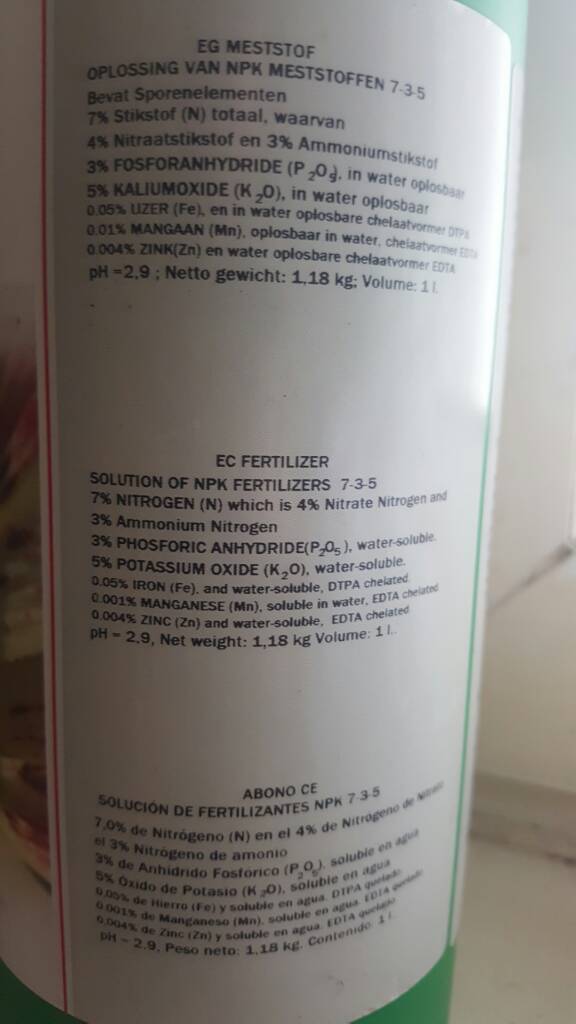 EG MESTSTOF
OPLOSSING VAN NPK MESTSTOFFEN 7-3-5
Bevat Sporenelementen
7% Stikstof (N) totaal, waarvan
4% Nitraatstikstof en 3% Ammoniumstikstof
3% FOSFORANHYDRIDE (P2O5), in water oplosbaar
5% KALIUMOXIDE (K2O), in water oplosbaar
0.05% IJZER (Fe), en in water oplosbare chelaatvormer DTPA
0.01% MANGAAN (Mn), oplosbaar in water, chelaatvormer EDTA
0.004% ZINK(Zn) en water oplosbare chelaatvormer EDTA
pH =2,9 ; Netto gewicht: 1,18 kg; Volume: 1 l.
EC FERTILIZER
SOLUTION OF NPK FERTILIZERS 7-3-5
7% NITROGEN (N) which is 4% Nitrate Nitrogen and
3% Ammonium Nitrogen
3% PHOSFORIC ANHYDRIDE(P2O5), water-soluble.
5% POTASSIUM OXIDE (K2O), water-soluble.
0.05% IRON (Fe), and water-soluble, DTPA chelated
0.001% MANGANESE (Mn), soluble in water, EDTA chelated
0.004% ZINC (Zn) and water-soluble, EDTA chelated
pH = 2,9, Net weight: 1,18 kg Volume: 1 l..
ABONO CE
SOLUCIÓN DE FERTILIZANTES NPK 7-3-5
7,0% de Nitrógeno (N) en el 4% de Nitrógeno de Nitrato
el 3% Nitrógeno de amonio
3% de Anhídrido Fosfórico (P2O5), soluble en agua
5% Óxido de Potasio (K2O), soluble en agua
0,05% de Hierro (Fe) y soluble en agua, DTPA quelado
0.001% de Manganeso (Mn), soluble en agua, EDTA quelado
0,004% de Zinc (Zn) y soluble en agua, EDTA quelado
pH = 2,9, Peso neto: 1,18 kg. Contenido: 1 l.